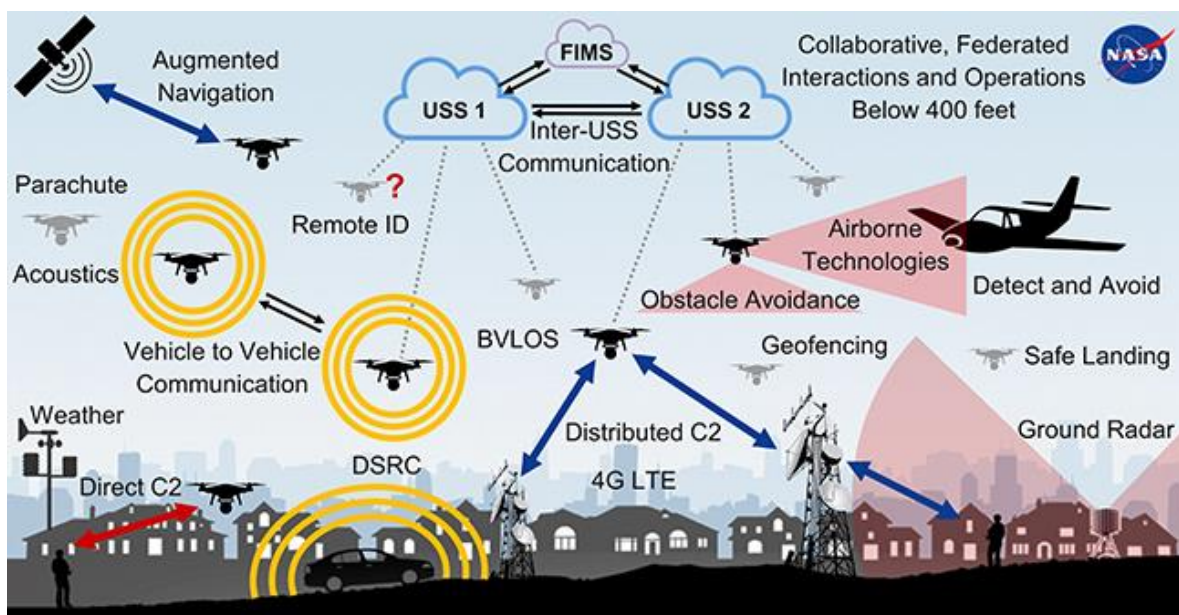 Augmented
Navigation
FIMS
USS 1
USS 2
Inter-USS
Communication
Collaborative, Federated
Interactions and Operations
Below 400 feet
NASA
Parachute
Acoustics
?
Remote ID
Airborne
Technologies
Detect and Avoid
Obstacle Avoidance
Vehicle to Vehicle
Communication
BVLOS
Geofencing
Safe Landing
Weather
Direct C2
DSRC
Distributed C2
4G LTE
Ground Radar